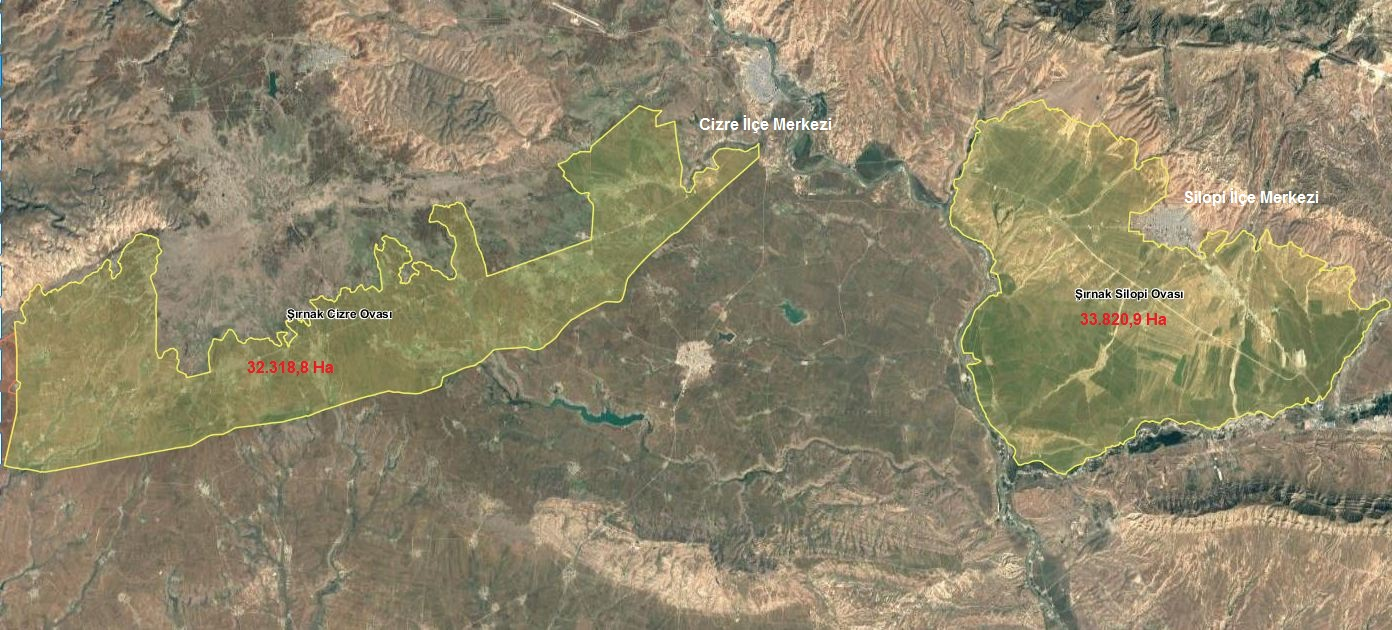 Cizre İlçe Merkezi
Silopi İlçe Merkezi
Şırnak Silopi Ovası
33.820,9 Ha
Şırnak Cizre Ovası
32.318,8 Ha